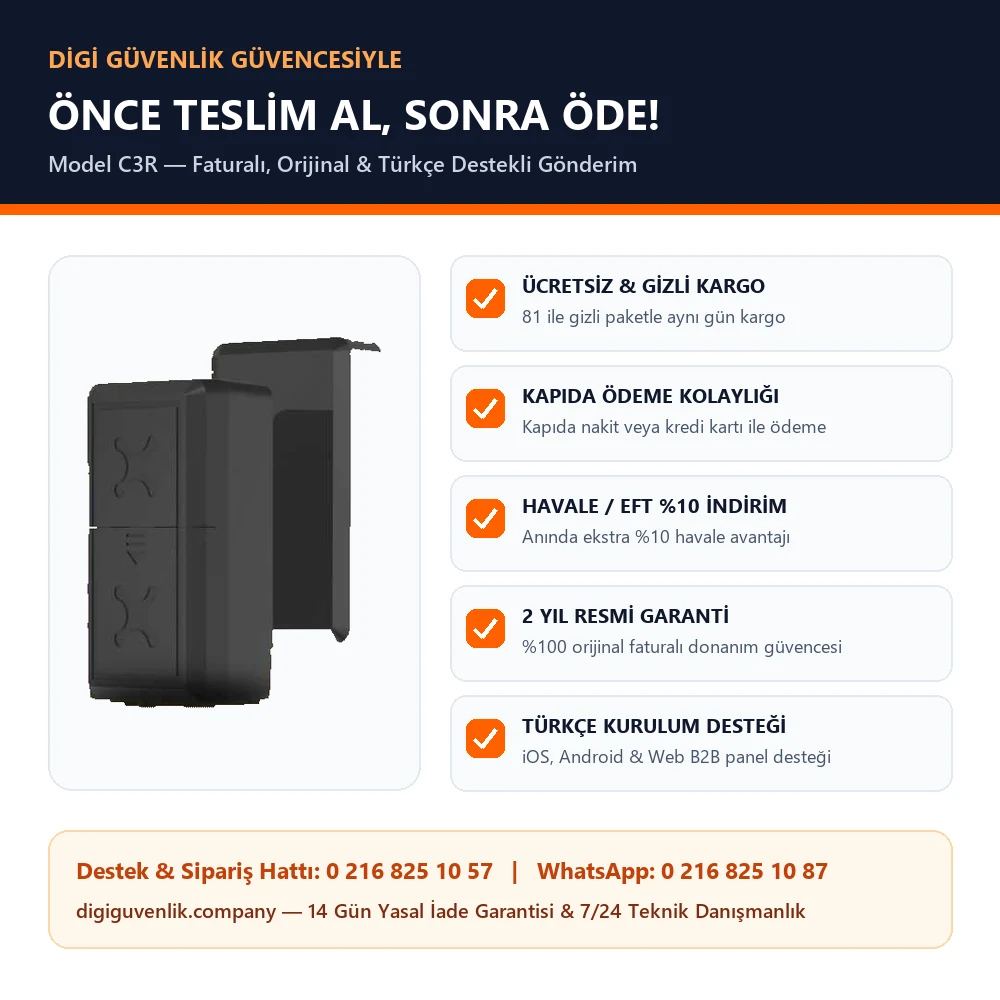 DİGİ GÜVENLİK GÜVENCESİYLE
ÖNCE TESLİM AL, SONRA ÖDE!
Model C3R — Faturalı, Orijinal & Türkçe Destekli Gönderim
ÜCRETSİZ & GİZLİ KARGO
81 ile gizli paketle aynı gün kargo
KAPIDA ÖDEME KOLAYLIĞI
Kapıda nakit veya kredi kartı ile ödeme
HAVALE / EFT %10 İNDİRİM
Anında ekstra %10 havale avantajı
2 YIL RESMİ GARANTİ
%100 orijinal faturalı donanım güvencesi
TÜRKÇE KURULUM DESTEĞİ
iOS, Android & Web B2B panel desteği
Destek & Sipariş Hattı: 0 216 825 10 57 | WhatsApp: 0 216 825 10 87
digiguvenlik.company — 14 Gün Yasal İade Garantisi & 7/24 Teknik Danışmanlık